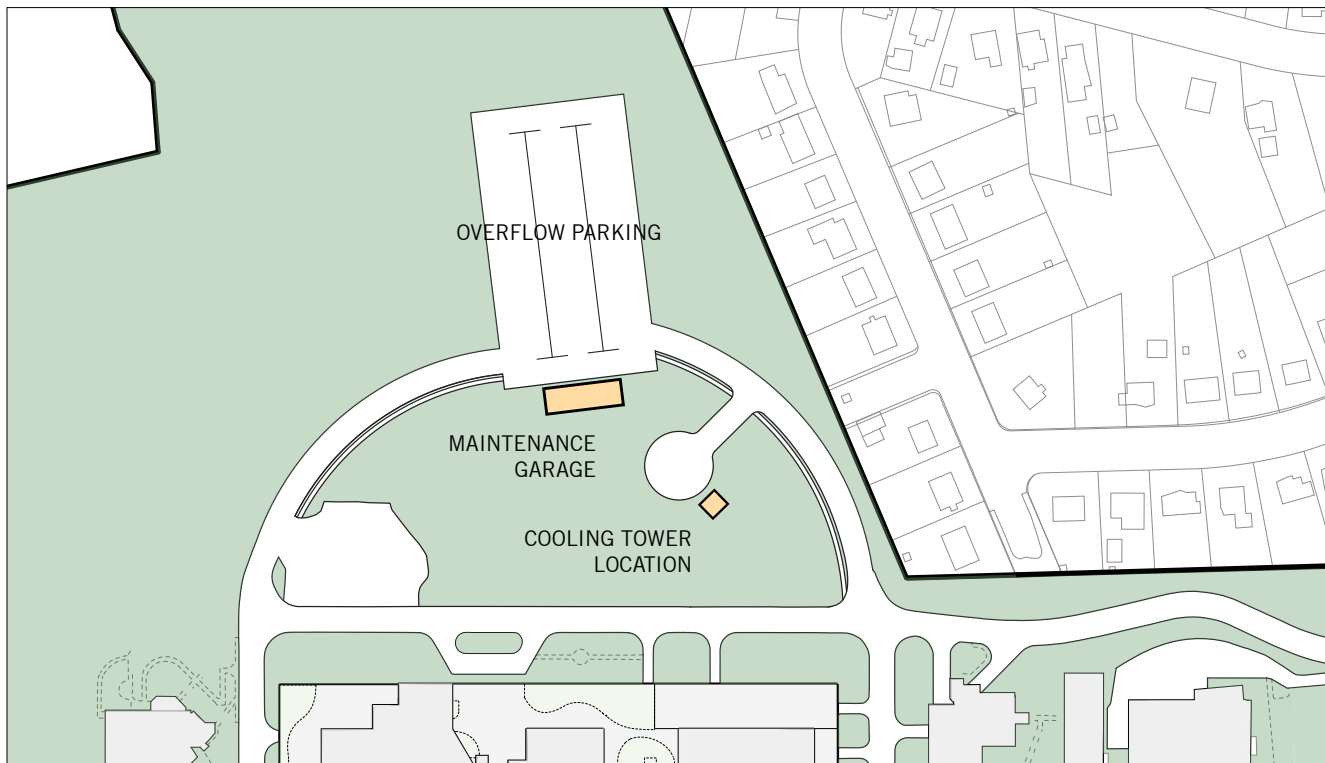 OVERFLOW PARKING
MAINTENANCE
GARAGE
COOLING TOWER
LOCATION